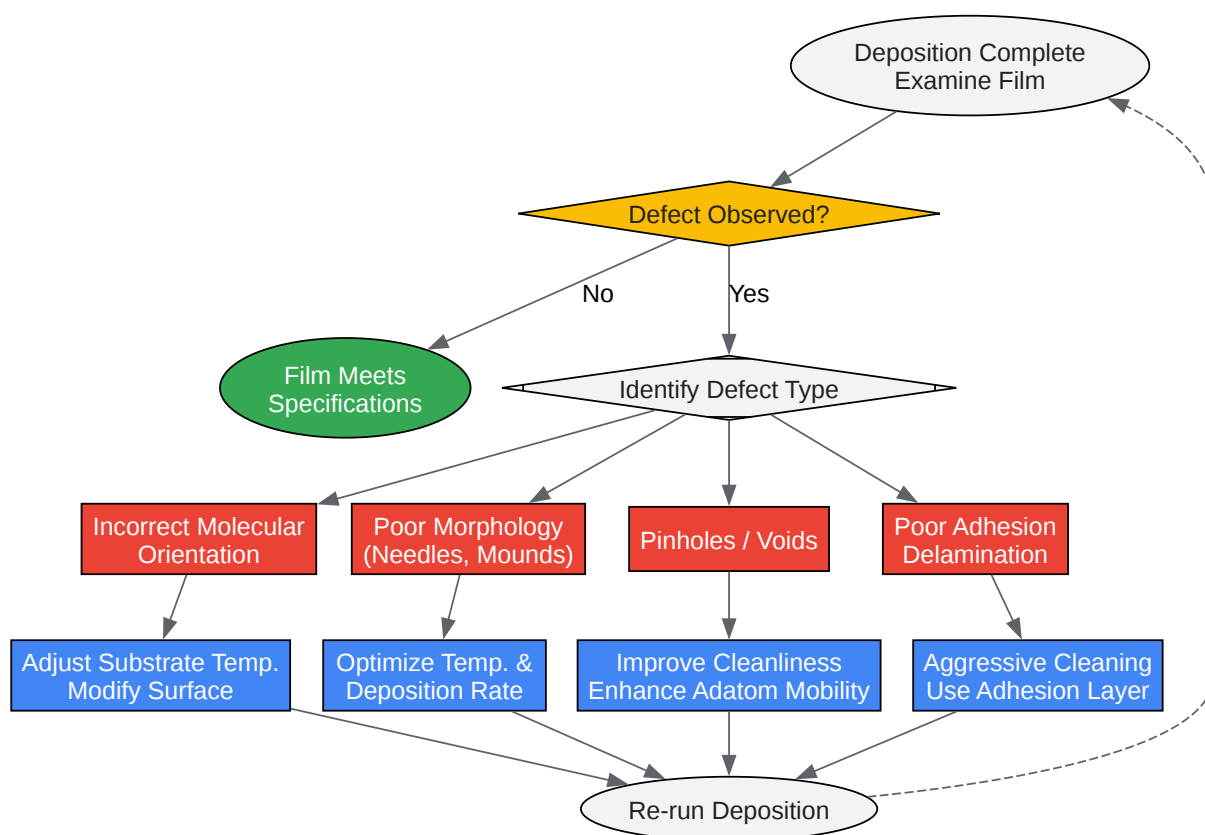 Deposition Complete
Examine Film
Defect Observed?
No
Yes
Film Meets
Specifications
Identify Defect Type
Incorrect Molecular
Orientation
Poor Morphology
(Needles, Mounds)
Pinholes / Voids
Poor Adhesion
Delamination
Adjust Substrate Temp.
Modify Surface
Optimize Temp. &
Deposition Rate
Improve Cleanliness
Enhance Adatom Mobility
Aggressive Cleaning
Use Adhesion Layer
Re-run Deposition